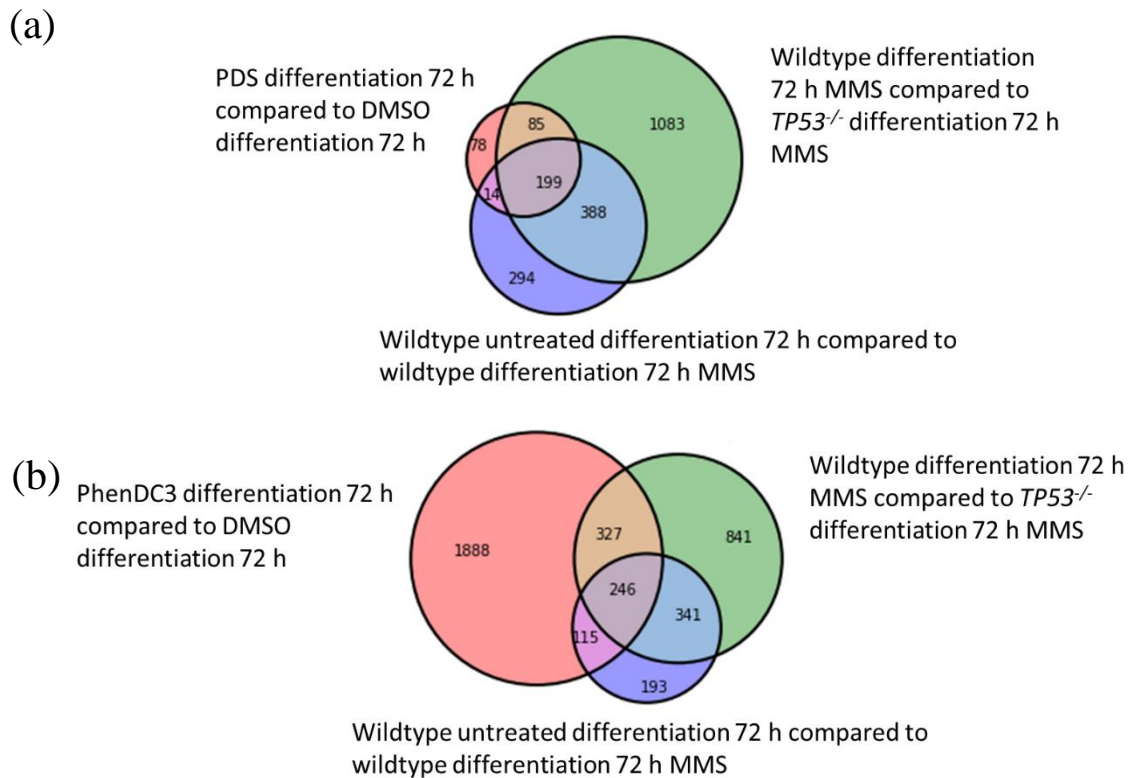 (a)
PDS differentiation 72 h
compared to DMSO
differentiation 72 h
Wildtype differentiation
72 h MMS compared to
TP53-/- differentiation 72 h
MMS
85
1083
78
199
14
388
294
Wildtype untreated differentiation 72 h compared to
wildtype differentiation 72 h MMS
(b)
PhenDC3 differentiation 72 h
compared to DMSO
differentiation 72 h
Wildtype differentiation 72 h
MMS compared to TP53-/-
differentiation 72 h MMS
327
841
1888
246
341
115
193
Wildtype untreated differentiation 72 h compared to
wildtype differentiation 72 h MMS